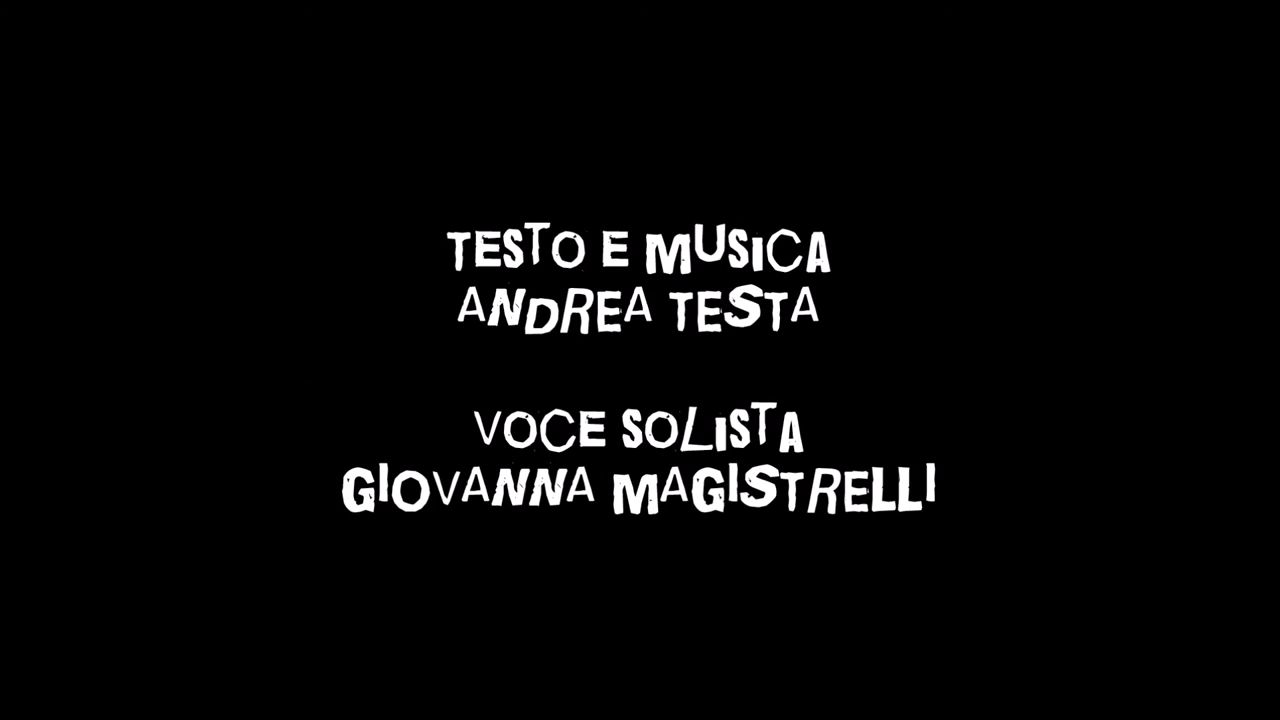 TESTO E MUSICA
ANDREA TESTA
VOCE SOLISTA
GIOVANNA MAGISTRELLI